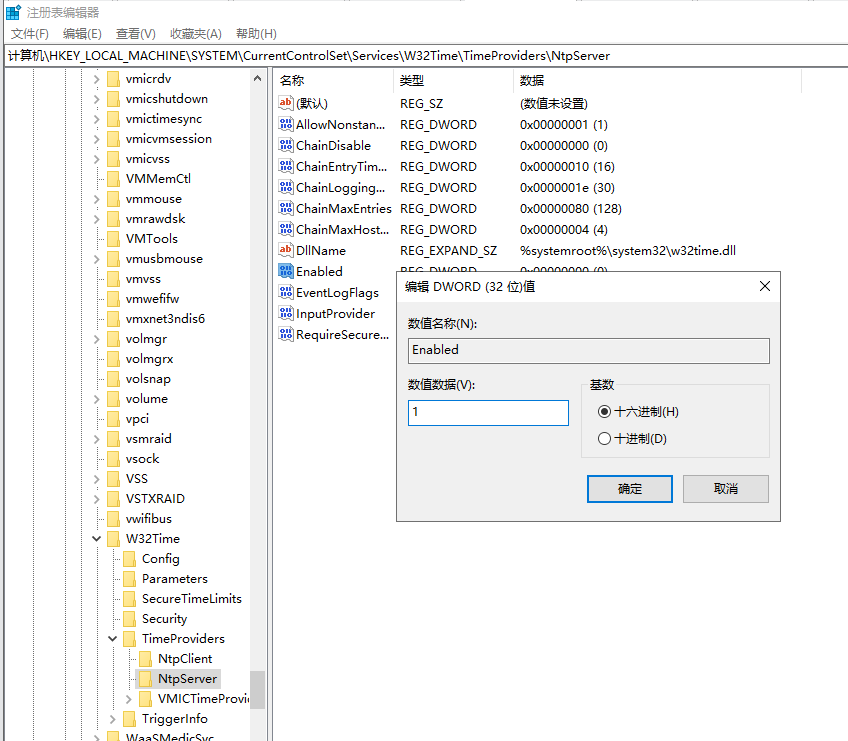 注册表编辑器
文件(F) 编辑(E) 查看(V) 收藏夹(A) 帮助(H)
计算机\HKEY_LOCAL_MACHINE\SYSTEM\CurrentControlSet\Services\W32Time\TimeProviders\NtpServer
vmicrdv
vmicshutdown
vmictimesync
vmicvmsession
vmicvss
VMMemCtl
vmmouse
vmrawdsk
VMTools
vmusbmouse
vmvss
vmwefifw
vmxnet3ndis6
volmgr
volmgrx
volsnap
volume
vpci
vsmraid
vsock
VSS
VSTXRAID
vwifibus
W32Time
Config
Parameters
SecureTimeLimits
Security
TimeProviders
NtpClient
NtpServer
VMICTimeProvi
TriggerInfo
WaaSMedicSvc
名称 类型 数据
(默认) REG_SZ (数值未设置)
AllowNonstan... REG_DWORD 0x00000001 (1)
ChainDisable REG_DWORD 0x00000000 (0)
ChainEntryTim... REG_DWORD 0x00000010 (16)
ChainLogging... REG_DWORD 0x0000001e (30)
ChainMaxEntries REG_DWORD 0x00000080 (128)
ChainMaxHost... REG_DWORD 0x00000004 (4)
DllName REG_EXPAND_SZ %systemroot%\system32\w32time.dll
Enabled REG_DWORD 0x00000000 (0)
EventLogFlags
InputProvider
RequireSecure...
编辑 DWORD (32 位)值
数值名称(N):
Enabled
数值数据(V):
1
基数
十六进制(H)
十进制(D)
确定 取消